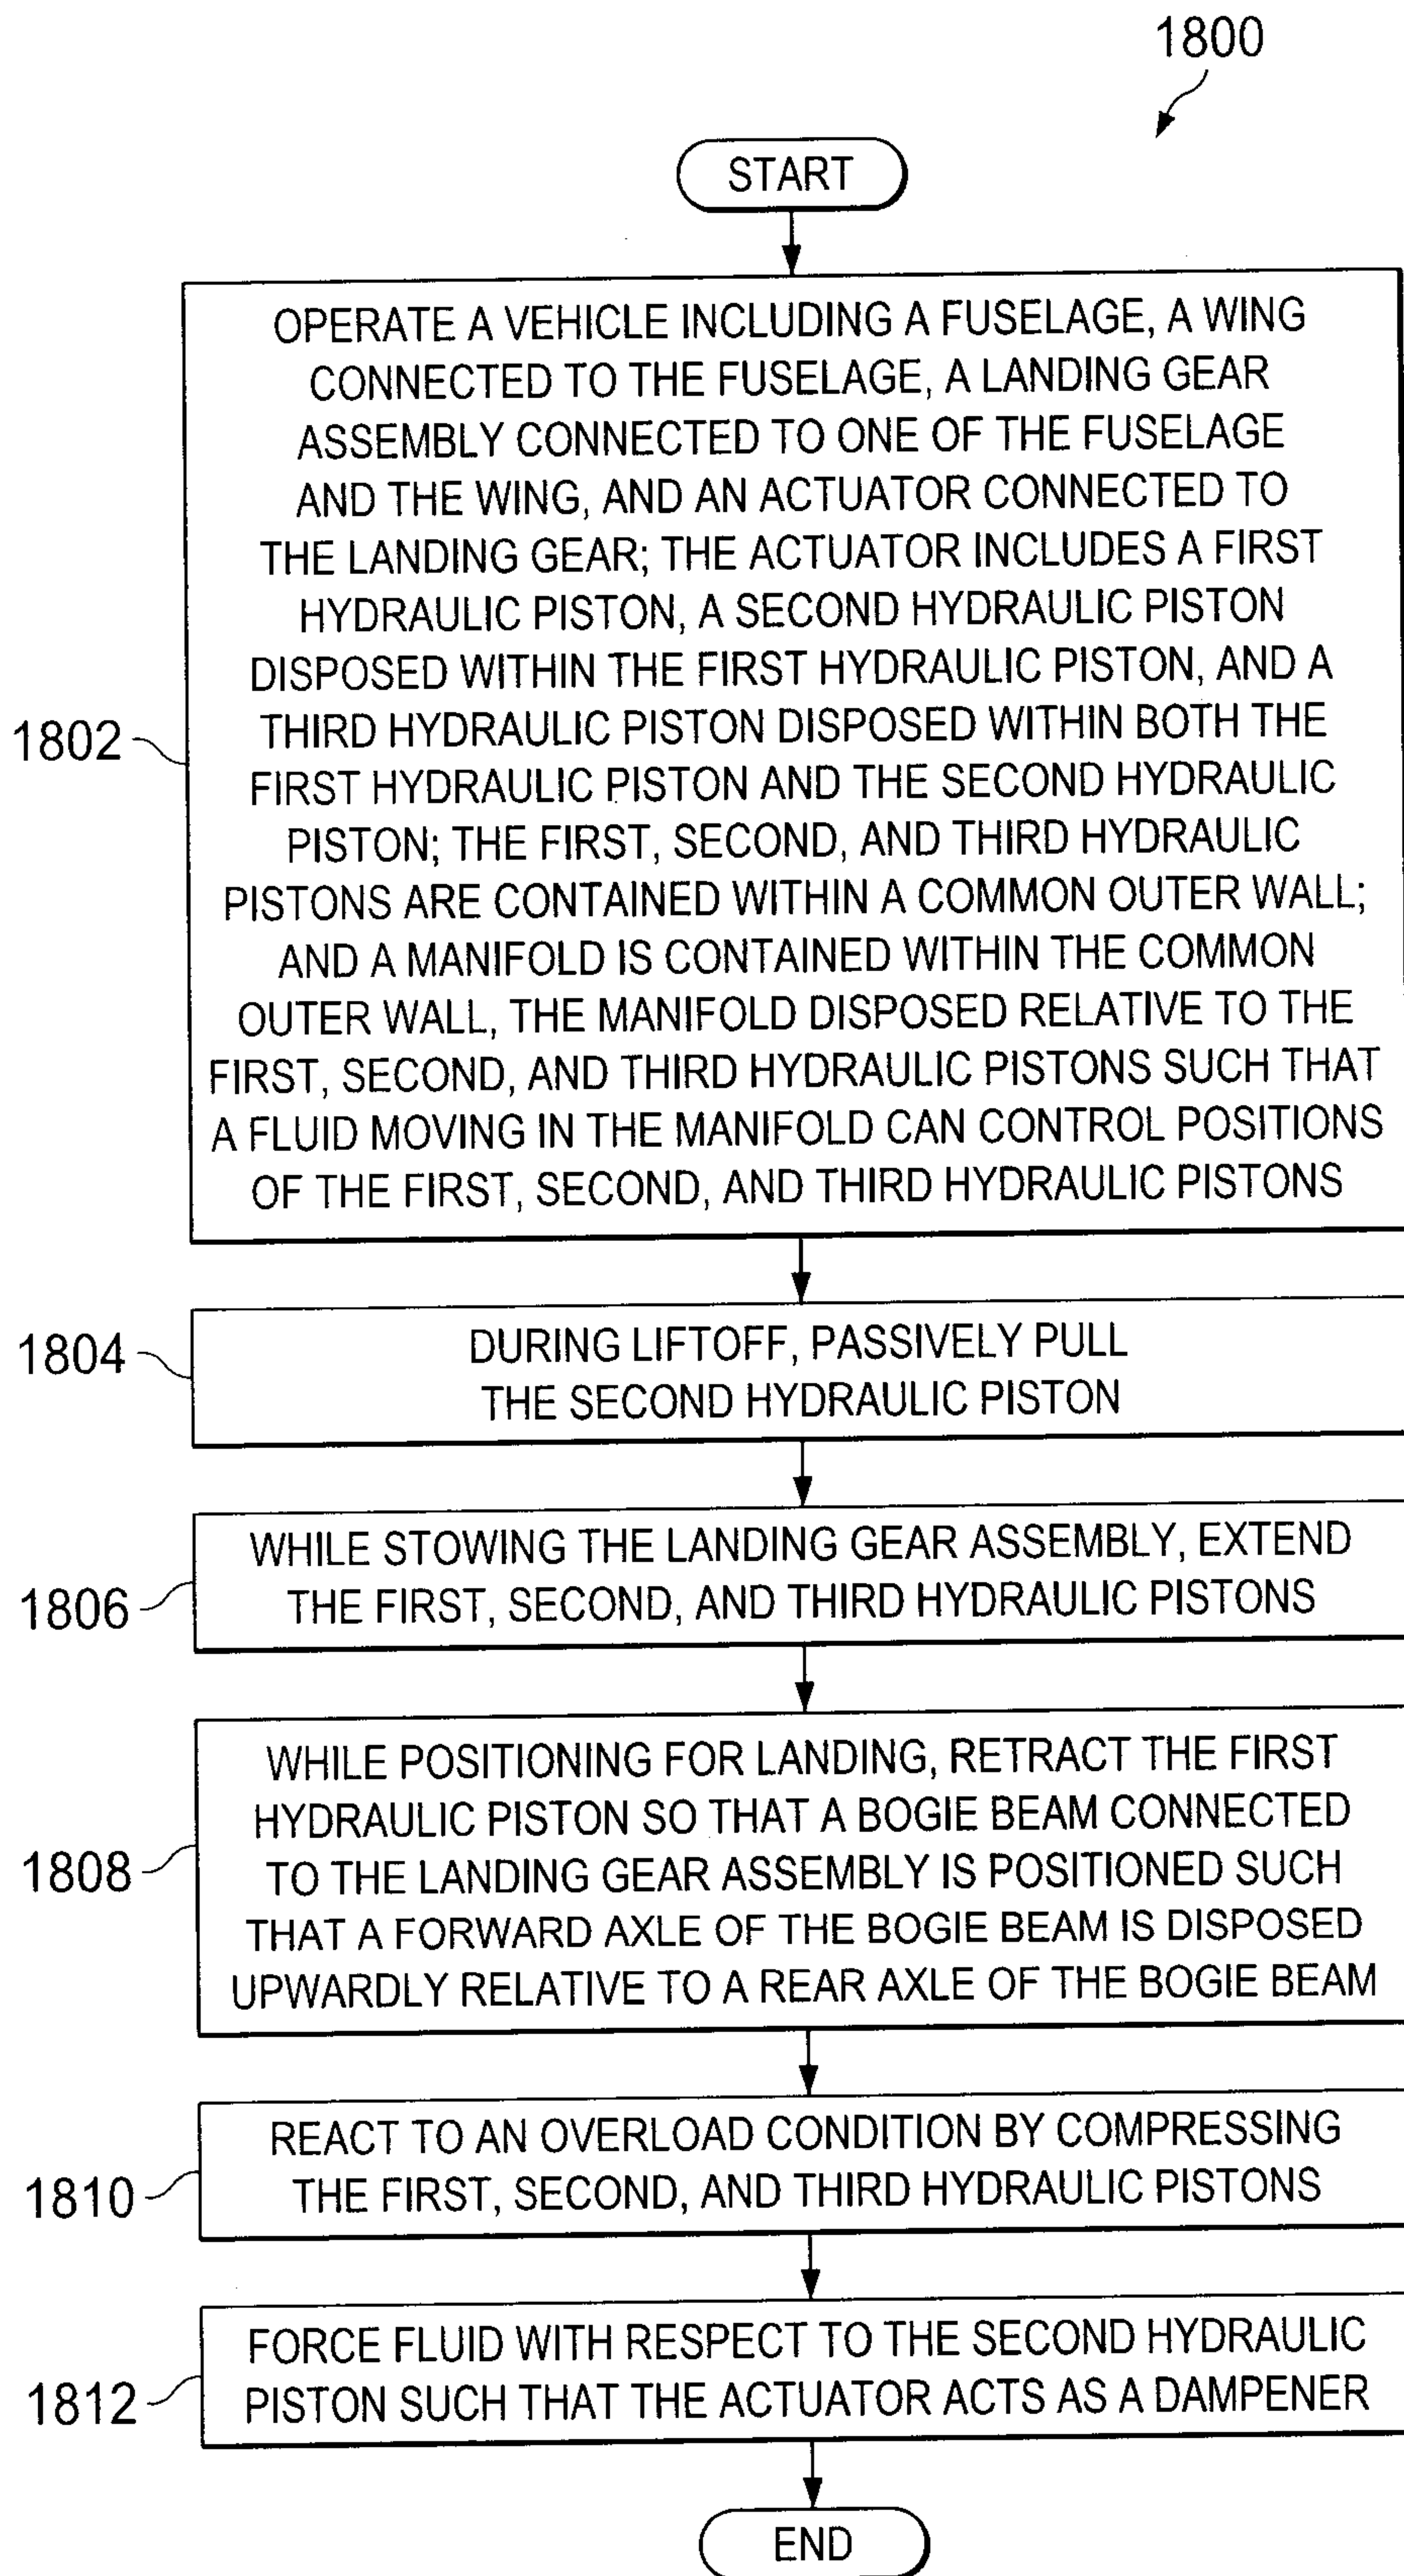 1800
START
1802
OPERATE A VEHICLE INCLUDING A FUSELAGE, A WING
CONNECTED TO THE FUSELAGE, A LANDING GEAR
ASSEMBLY CONNECTED TO ONE OF THE FUSELAGE
AND THE WING, AND AN ACTUATOR CONNECTED TO
THE LANDING GEAR; THE ACTUATOR INCLUDES A FIRST
HYDRAULIC PISTON, A SECOND HYDRAULIC PISTON
DISPOSED WITHIN THE FIRST HYDRAULIC PISTON, AND A
THIRD HYDRAULIC PISTON DISPOSED WITHIN BOTH THE
FIRST HYDRAULIC PISTON AND THE SECOND HYDRAULIC
PISTON; THE FIRST, SECOND, AND THIRD HYDRAULIC
PISTONS ARE CONTAINED WITHIN A COMMON OUTER WALL;
AND A MANIFOLD IS CONTAINED WITHIN THE COMMON
OUTER WALL, THE MANIFOLD DISPOSED RELATIVE TO THE
FIRST, SECOND, AND THIRD HYDRAULIC PISTONS SUCH THAT
A FLUID MOVING IN THE MANIFOLD CAN CONTROL POSITIONS
OF THE FIRST, SECOND, AND THIRD HYDRAULIC PISTONS
1804
DURING LIFTOFF, PASSIVELY PULL
THE SECOND HYDRAULIC PISTON
1806
WHILE STOWING THE LANDING GEAR ASSEMBLY, EXTEND
THE FIRST, SECOND, AND THIRD HYDRAULIC PISTONS
1808
WHILE POSITIONING FOR LANDING, RETRACT THE FIRST
HYDRAULIC PISTON SO THAT A BOGIE BEAM CONNECTED
TO THE LANDING GEAR ASSEMBLY IS POSITIONED SUCH
THAT A FORWARD AXLE OF THE BOGIE BEAM IS DISPOSED
UPWARDLY RELATIVE TO A REAR AXLE OF THE BOGIE BEAM
1810
REACT TO AN OVERLOAD CONDITION BY COMPRESSING
THE FIRST, SECOND, AND THIRD HYDRAULIC PISTONS
1812
FORCE FLUID WITH RESPECT TO THE SECOND HYDRAULIC
PISTON SUCH THAT THE ACTUATOR ACTS AS A DAMPENER
END